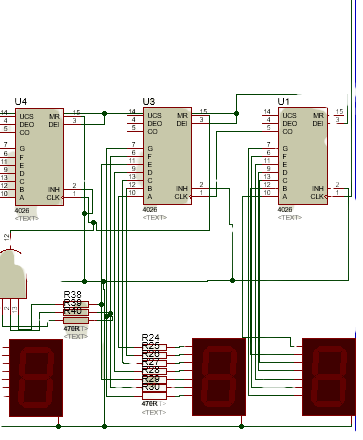 U4 U3 U1
14 15 14 15 14
4 UCS MR 3 4 UCS MR 3 UCS MR
5 DEO DEI 5 DEO DEI DEO DEI 3
CO CO 5 CO
7 G 7 G 7 G
6 F 6 F 6 F
11 E 11 E 11 E
9 D 9 D 9 D
13 C 13 C 13 C
12 B INH 2 12 B INH 2 12 B INH 2
10 A CLK 1 10 A CLK 1 10 A CLK 1
4026 4026 4026
<TEXT> <TEXT> <TEXT>
12
R38
R39
R40
470R
<TEXT>
R24
R25
R26
R27
R28
R29
R30
470R
<TEXT>